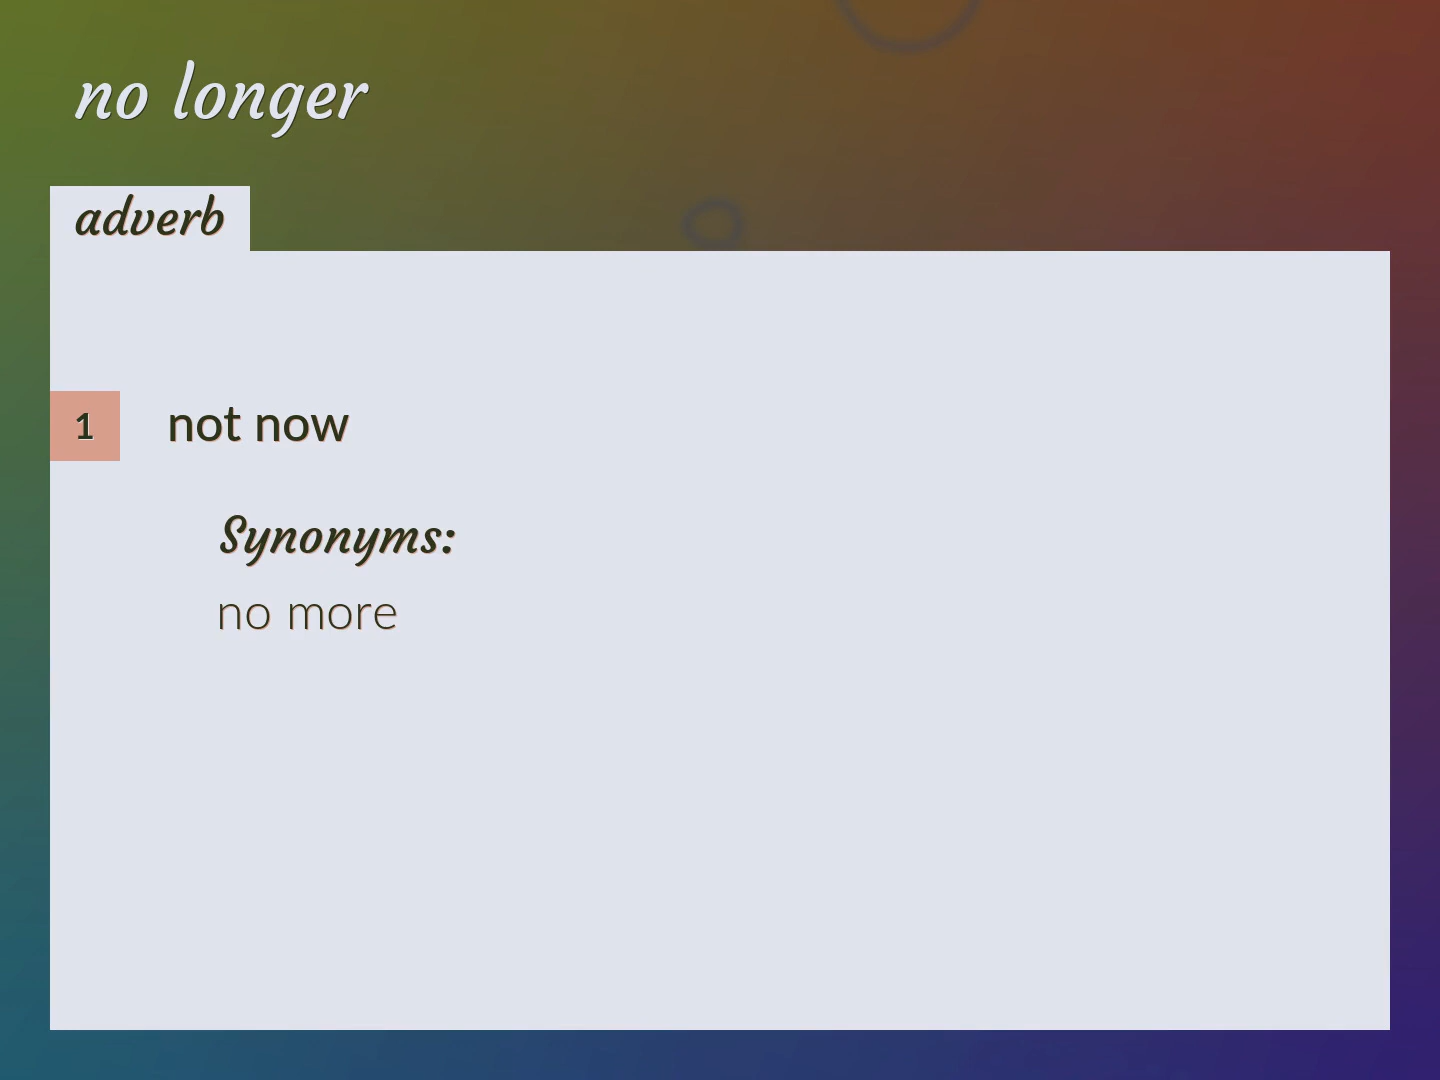 no longer
adverb
1 not now
Synonyms:
no more